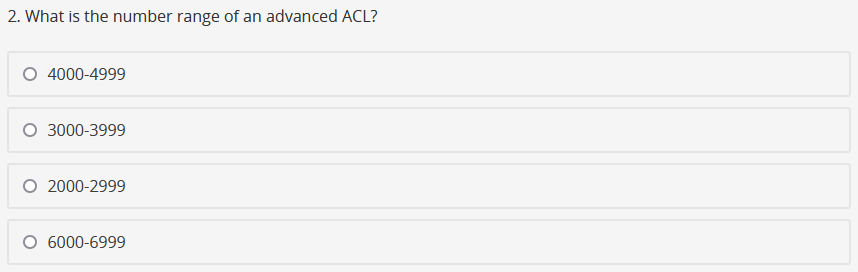 2. What is the number range of an advanced ACL?
4000-4999
3000-3999
2000-2999
6000-6999